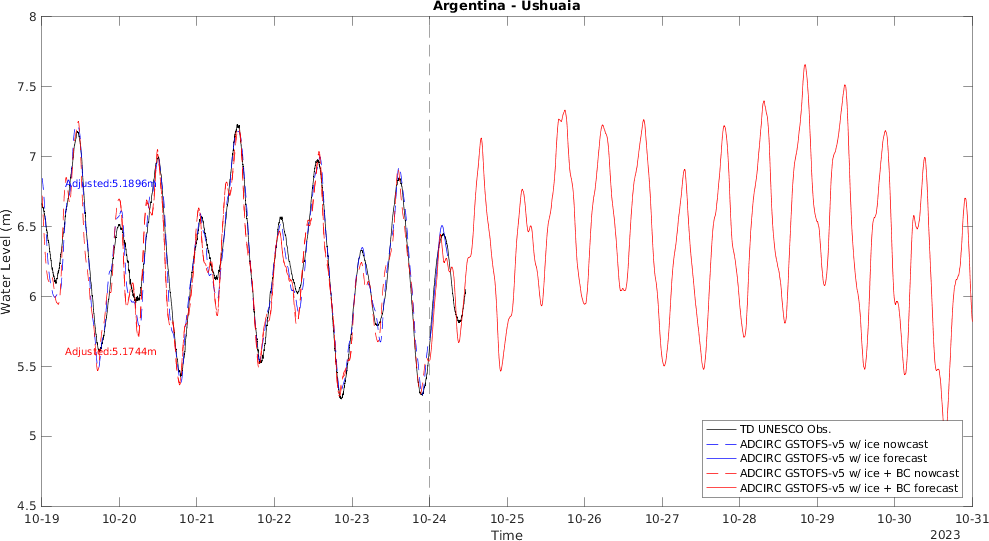 Argentina - Ushuaia
8
7.5
7
6.5
6
5.5
5
4.5
Water Level (m)
Adjusted:5.1896m
Adjusted:5.1744m
TD UNESCO Obs.
ADCIRC GSTOFS-v5 w/ ice nowcast
ADCIRC GSTOFS-v5 w/ ice forecast
ADCIRC GSTOFS-v5 w/ ice + BC nowcast
ADCIRC GSTOFS-v5 w/ ice + BC forecast
10-19 10-20 10-21 10-22 10-23 10-24 10-25 10-26 10-27 10-28 10-29 10-30 10-31
Time
2023